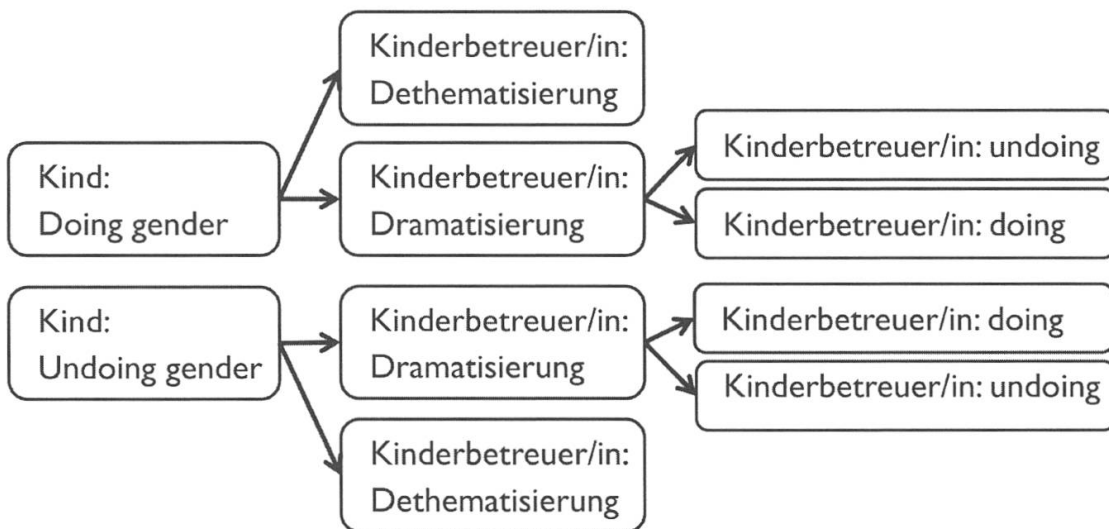 Kinderbetreuer/in:
Dethematisierung
Kind:
Doing gender
Kinderbetreuer/in:
Dramatisierung
Kinderbetreuer/in: undoing
Kinderbetreuer/in: doing
Kind:
Undoing gender
Kinderbetreuer/in:
Dramatisierung
Kinderbetreuer/in: doing
Kinderbetreuer/in: undoing
Kinderbetreuer/in:
Dethematisierung